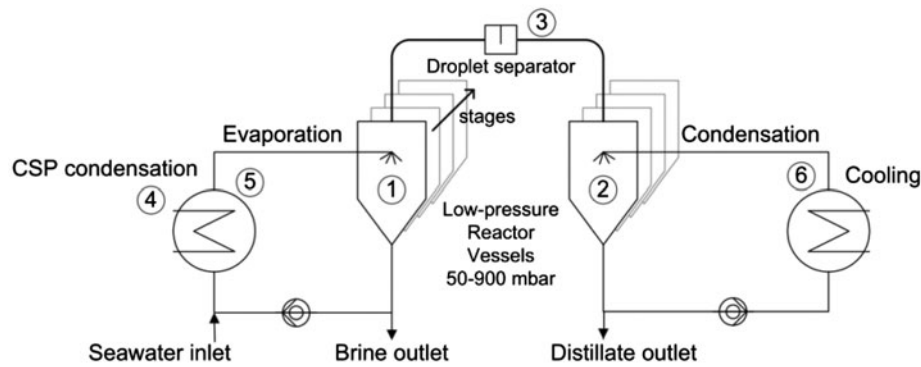 3
Droplet separator
stages
Evaporation
Condensation
CSP condensation
4
5
1
2
6
Cooling
Low-pressure
Reactor
Vessels
50-900 mbar
Seawater inlet
Brine outlet
Distillate outlet